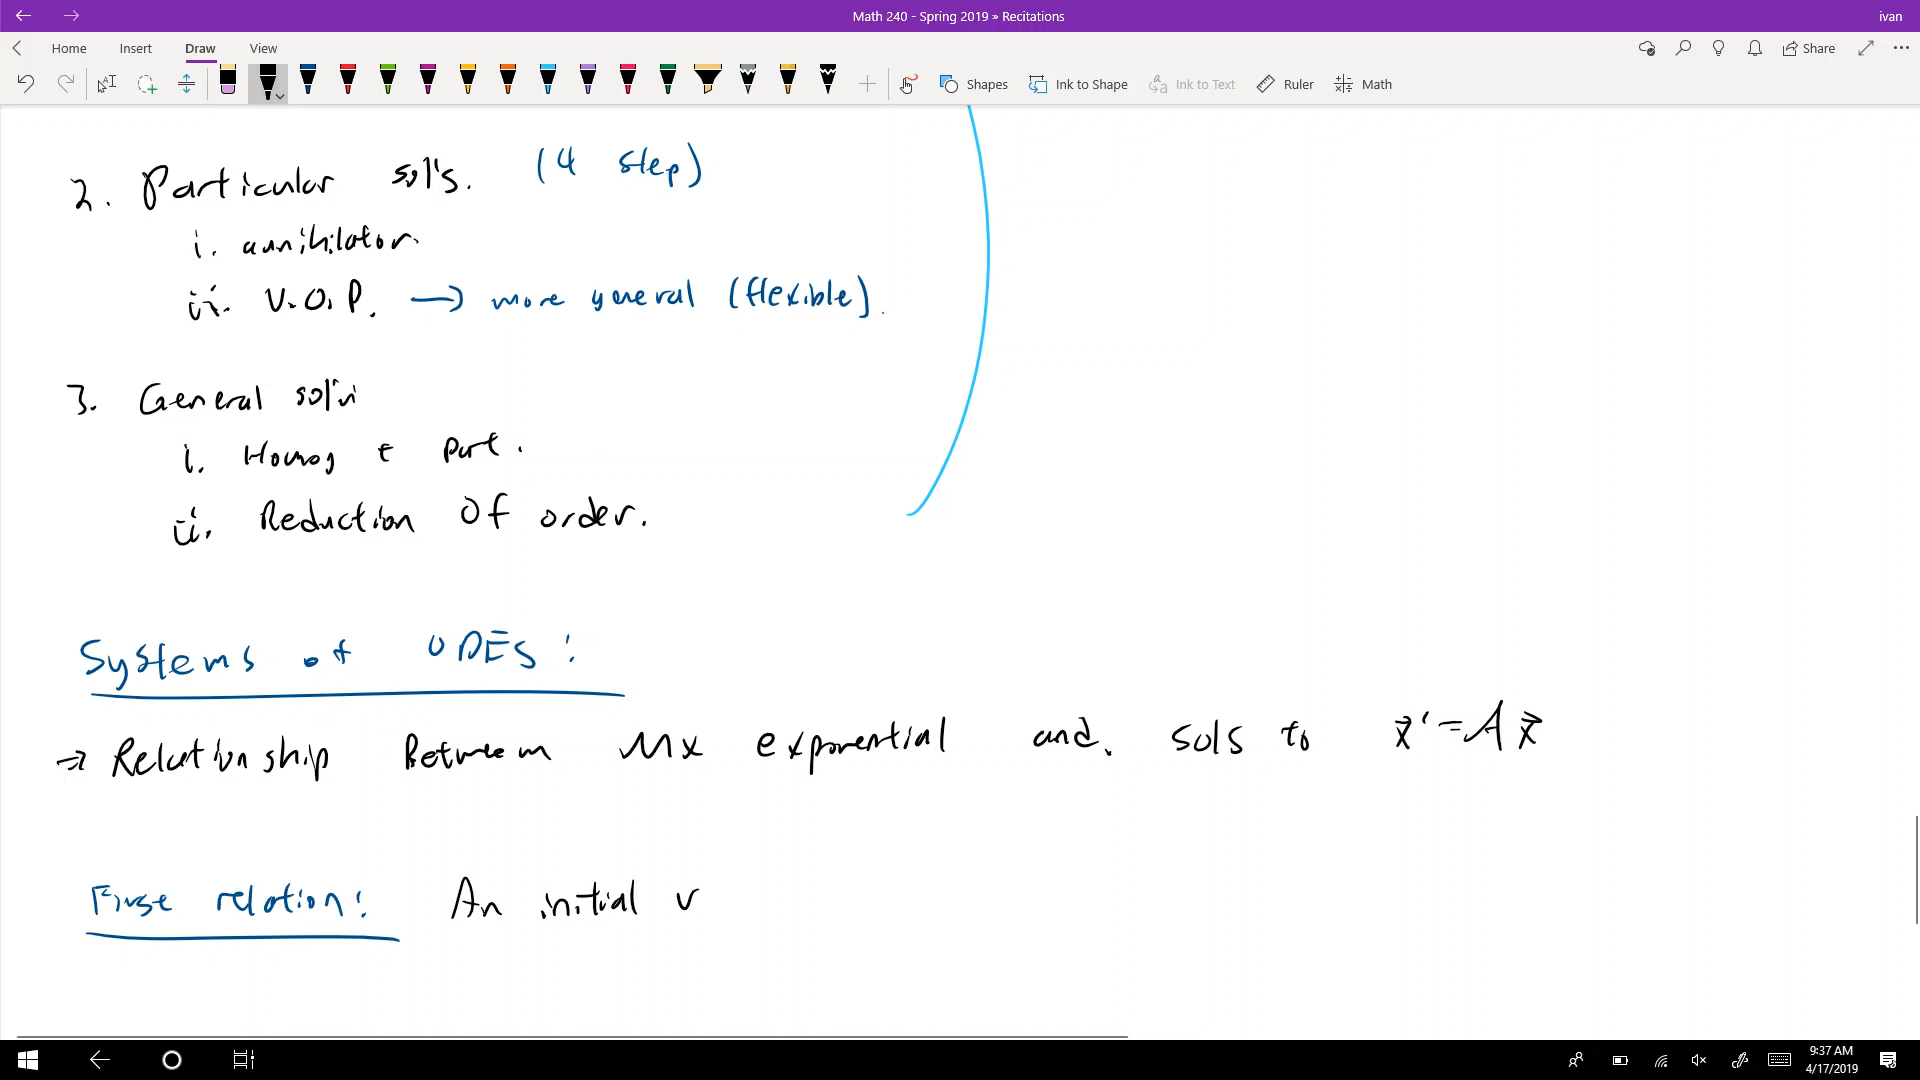 Math 240 - Spring 2019 » Recitations
ivan
Home Insert Draw View
Share
Shapes Ink to Shape Ink to Text Ruler Math
2. Particular sol's. (4 step)
i. annihilator.
ii. V.O.P. → more general (flexible).
3. General sol'n
i. Homog + part.
ii. Reduction Of order.
Systems of ODEs:
→ Relationship Between Mx exponential and. sols to x⃗' = A x⃗
First relation: An initial v
9:37 AM
4/17/2019